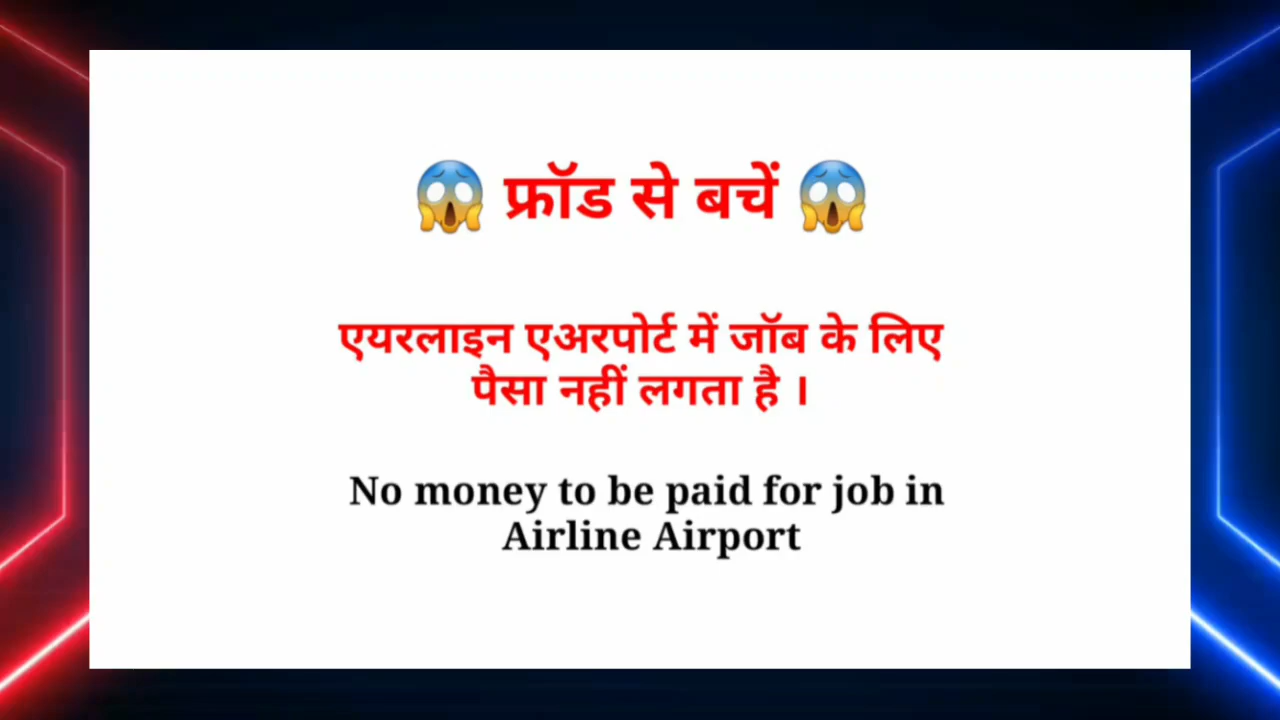 😱 फ्रॉड से बचें 😱
एयरलाइन एअरपोर्ट में जॉब के लिए
पैसा नहीं लगता है ।
No money to be paid for job in
Airline Airport